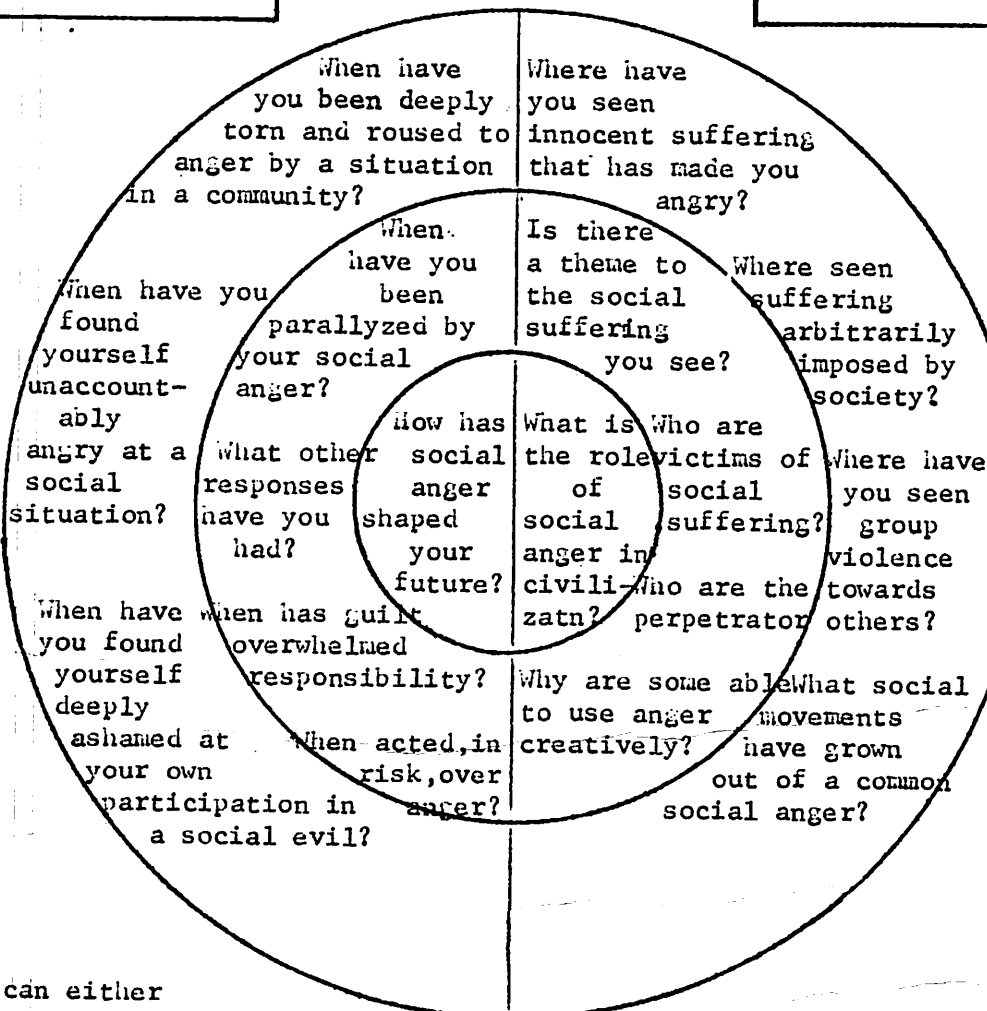 When have
you been deeply
torn and roused to
anger by a situation
in a community?
Where have
you seen
innocent suffering
that has made you
angry?
When
have you
been
parallyzed by
your social
anger?
Is there
a theme to
the social
suffering
you see?
Where seen
suffering
arbitrarily
imposed by
society?
When have you
found
yourself
unaccount-
ably
angry at a
social
situation?
What other
responses
have you
had?
How has
social
anger
shaped
your
future?
What is
the role
of
social
anger in
civili-
zatn?
Who are
victims of
social
suffering?
Who are the
perpetrator
Where have
you seen
group
violence
towards
others?
When have
you found
yourself
deeply
ashamed at
your own
participation in
a social evil?
When has guilt
overwhelmed
responsibility?
When acted,in
risk,over
anger?
Why are some able
to use anger
creatively?
What social
movements
have grown
out of a common
social anger?
can either